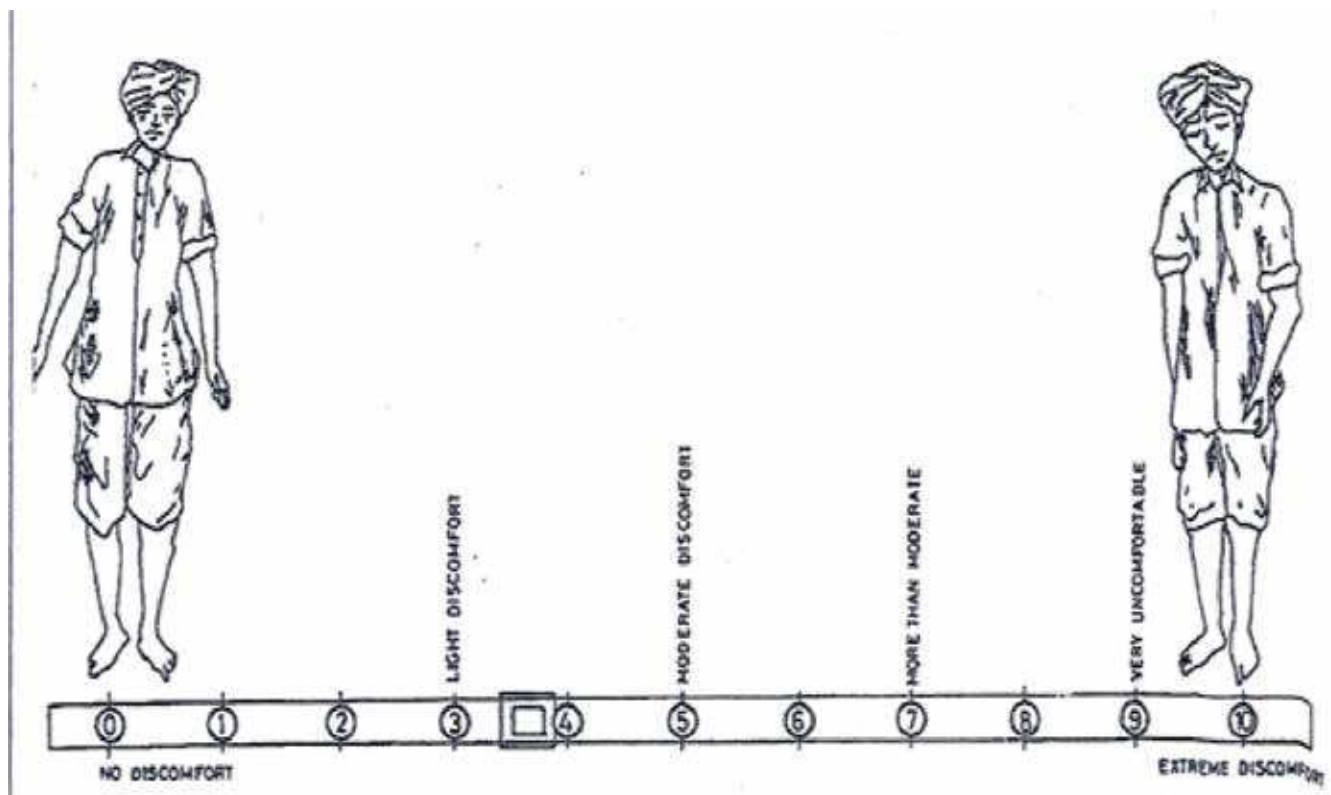 LIGHT DISCOMFORT
MODERATE DISCOMFORT
MORE THAN MODERATE
VERY UNCOMFORTABLE
0 1 2 3 4 5 6 7 8 9 10
NO DISCOMFORT
EXTREME DISCOMFORT